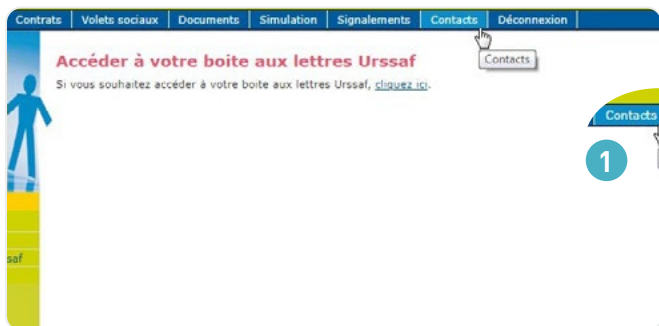 Contrats Volets sociaux Documents Simulation Signalements Contacts Déconnexion
Accéder à votre boite aux lettres Urssaf
Contacts
Si vous souhaitez accéder à votre boite aux lettres Urssaf, cliquez ici.
Contacts
1
saf